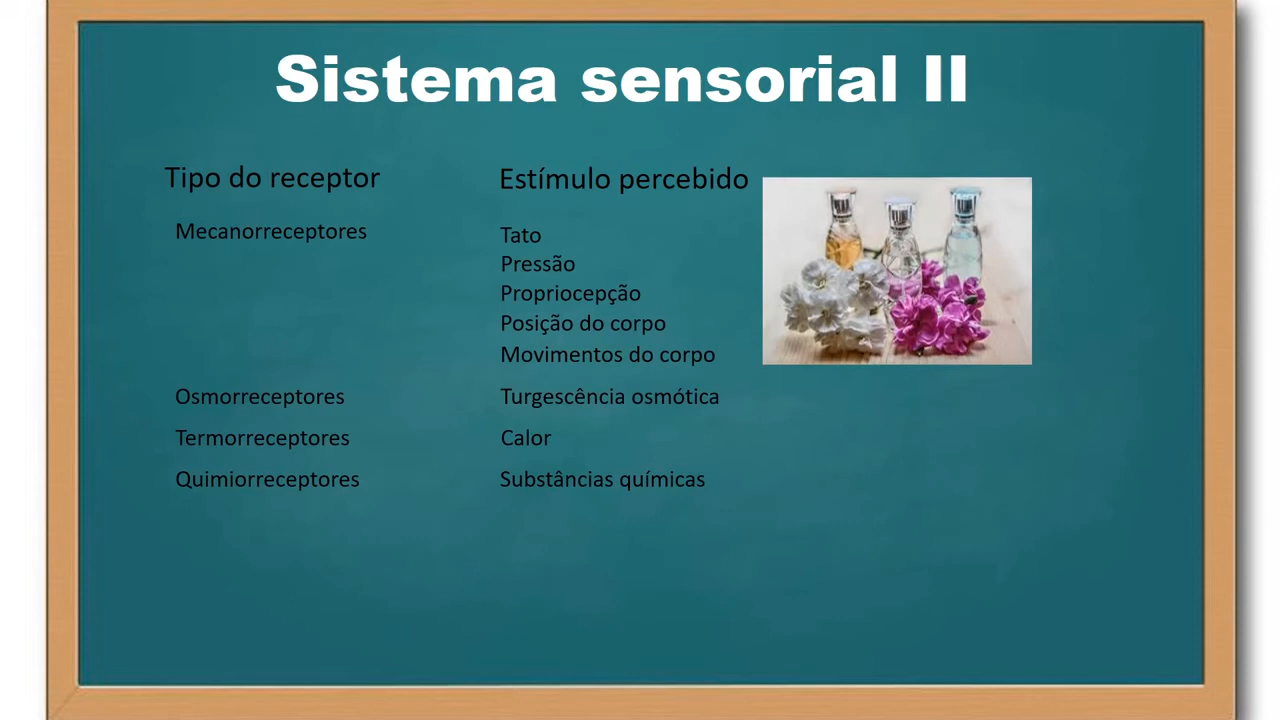 Sistema sensorial II
Tipo do receptor
Estímulo percebido
Mecanorreceptores
Tato
Pressão
Propriocepção
Posição do corpo
Movimentos do corpo
Osmorreceptores
Turgescência osmótica
Termorreceptores
Calor
Quimiorreceptores
Substâncias químicas